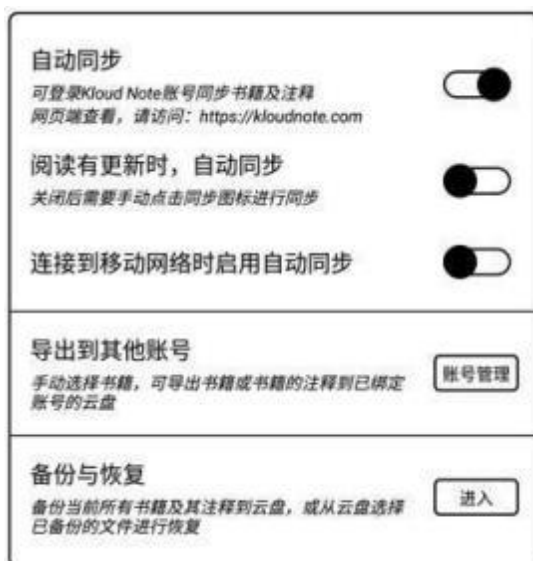 自动同步
可登录Kloud Note账号同步书籍及注释
网页端查看，请访问：https://kloudnote.com
阅读有更新时，自动同步
关闭后需要手动点击同步图标进行同步
连接到移动网络时启用自动同步
导出到其他账号
手动选择书籍，可导出书籍或书籍的注释到已绑定
账号的云盘
账号管理
备份与恢复
备份当前所有书籍及其注释到云盘，或从云盘选择
已备份的文件进行恢复
进入